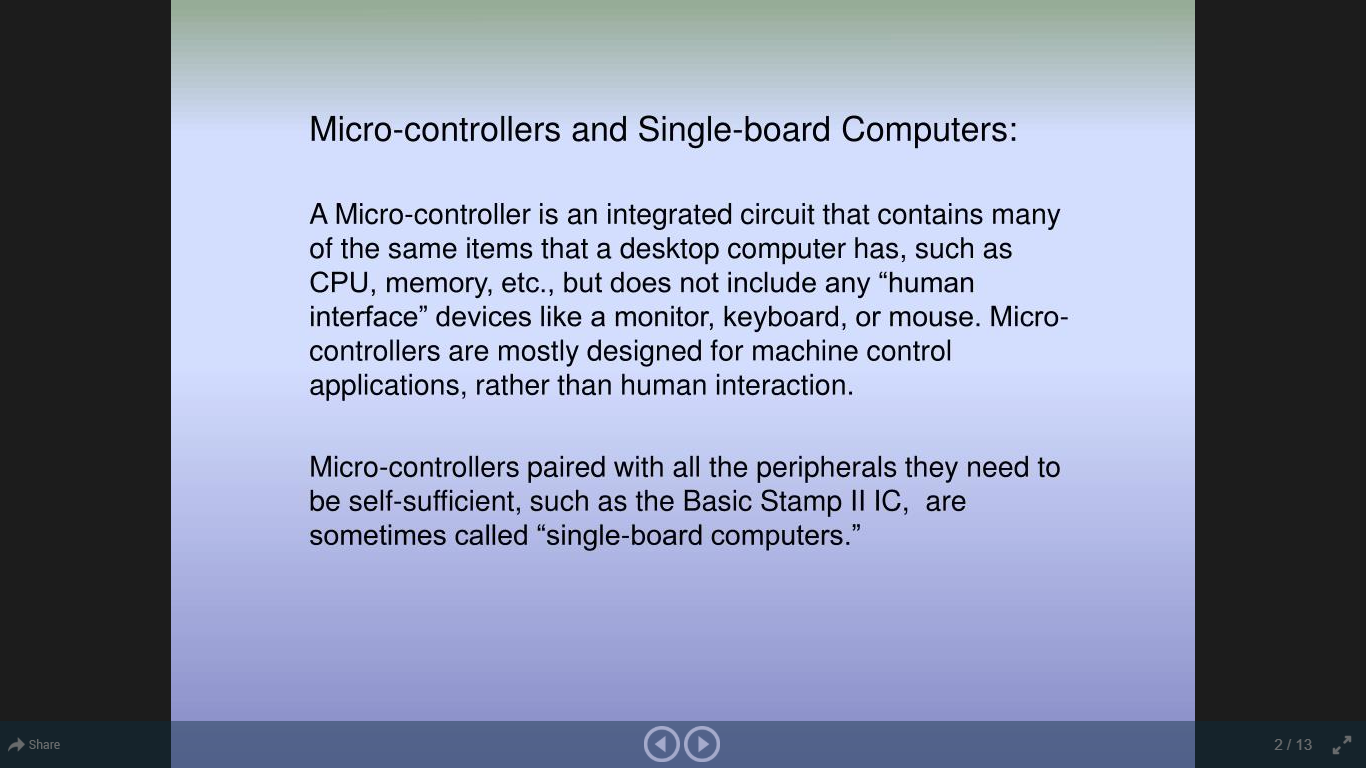 Micro-controllers and Single-board Computers:
A Micro-controller is an integrated circuit that contains many
of the same items that a desktop computer has, such as
CPU, memory, etc., but does not include any “human
interface” devices like a monitor, keyboard, or mouse. Micro-
controllers are mostly designed for machine control
applications, rather than human interaction.
Micro-controllers paired with all the peripherals they need to
be self-sufficient, such as the Basic Stamp II IC,  are
sometimes called “single-board computers.”
Share
2 / 13